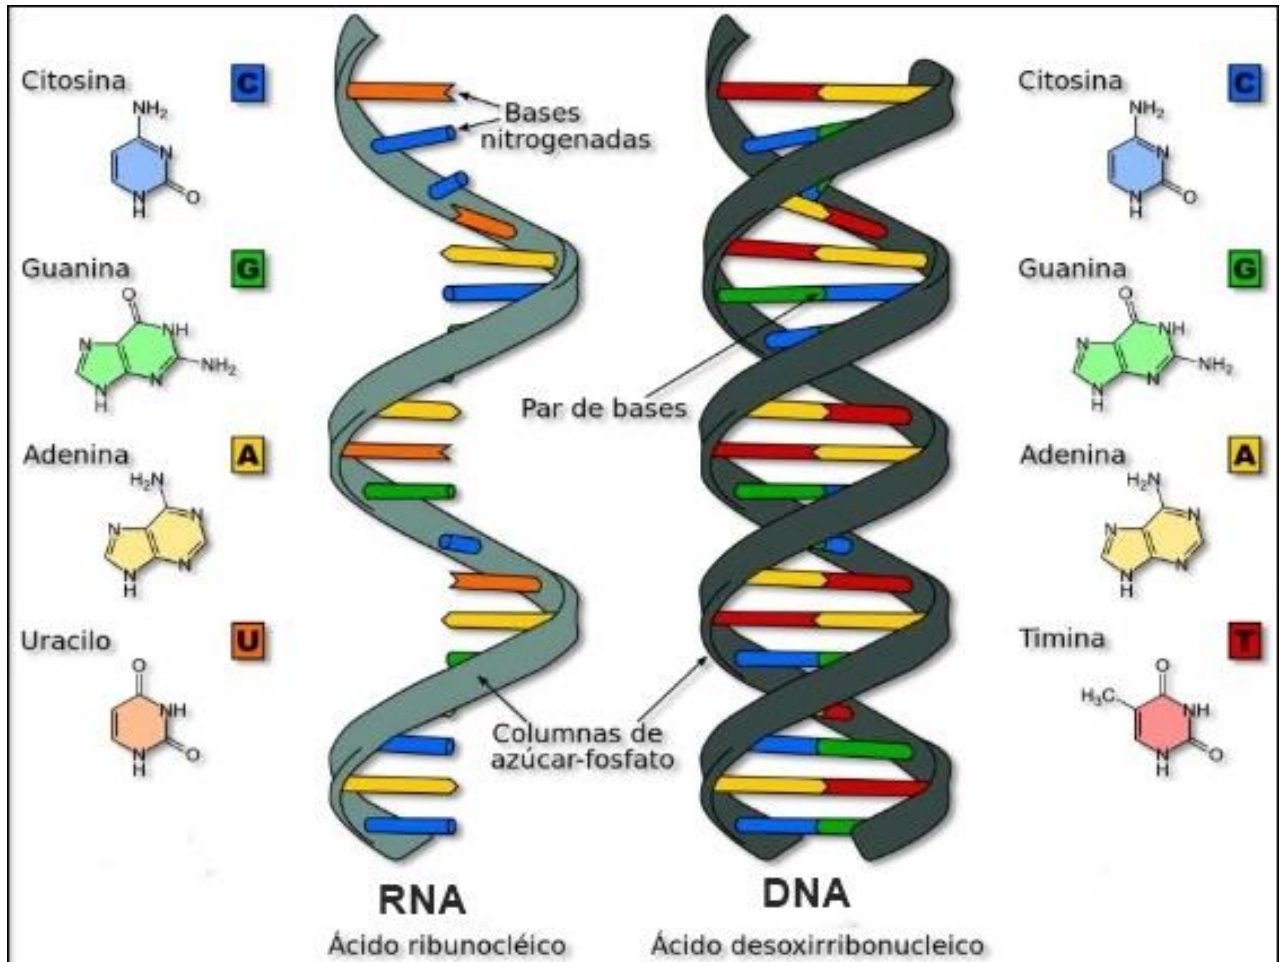 Citosina
C
NH2
N
N
H
O
Guanina
G
O
N
NH
N
H
N
NH2
Adenina
A
H2N
N
N
N
H
N
Uracilo
U
O
NH
N
H
O
Bases
nitrogenadas
Par de bases
Columnas de
azúcar-fosfato
RNA
Ácido ribunocléico
DNA
Ácido desoxirribonucleico
Citosina
C
NH2
N
N
H
O
Guanina
G
O
N
NH
N
H
N
NH2
Adenina
A
H2N
N
N
N
H
N
Timina
T
O
H3C
NH
N
H
O